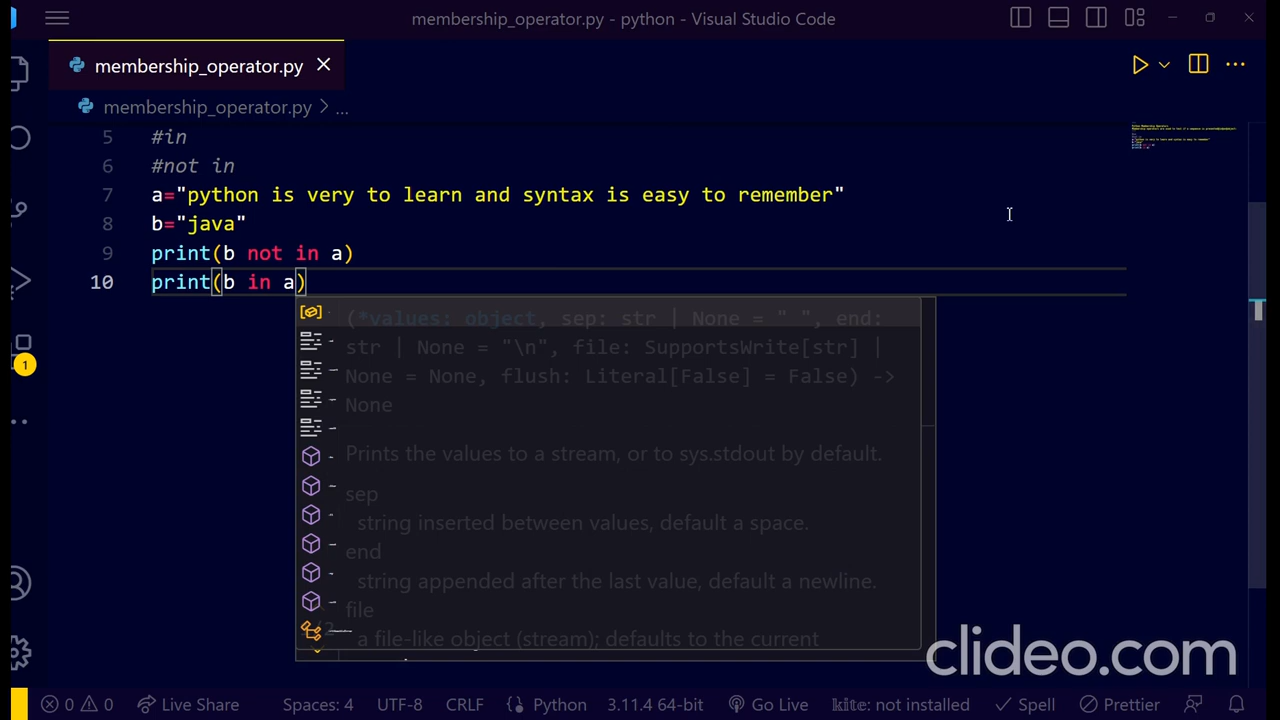 membership_operator.py - python - Visual Studio Code
membership_operator.py
membership_operator.py > ...
5 #in
6 #not in
7 a="python is very to learn and syntax is easy to remember"
8 b="java"
9 print(b not in a)
10 print(b in a)
(*values: object, sep: str | None = " ", end:
str | None = "\n", file: SupportsWrite[str] |
None = None, flush: Literal[False] = False) ->
None
Prints the values to a stream, or to sys.stdout by default.
sep
string inserted between values, default a space.
end
string appended after the last value, default a newline.
file
a file-like object (stream); defaults to the current
1
clideo.com
0 0 Live Share Spaces: 4 UTF-8 CRLF Python 3.11.4 64-bit Go Live kite: not installed Spell Prettier